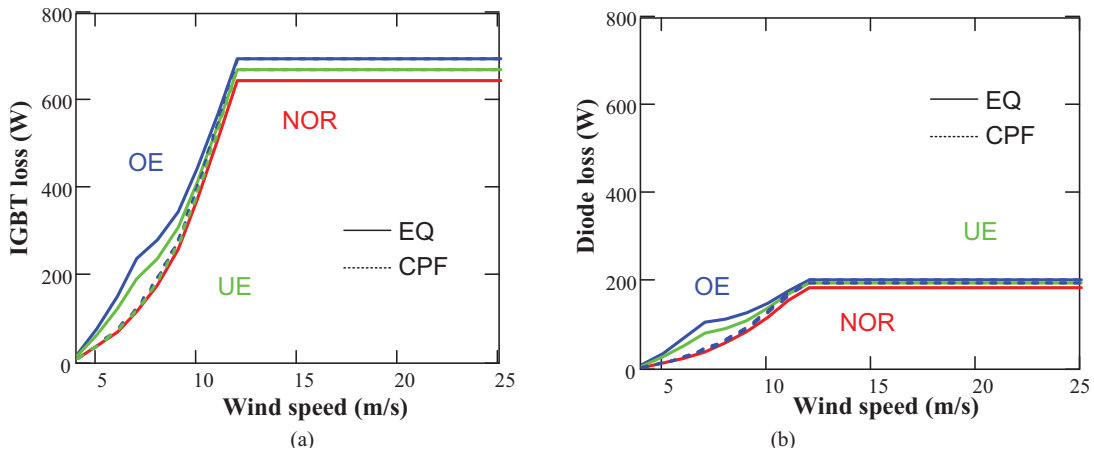 800
600
400
200
0
5
10
15
20
25
IGBT loss (W)
Wind speed (m/s)
NOR
OE
UE
EQ
CPF
(a)
800
600
400
200
0
5
10
15
20
25
Diode loss (W)
Wind speed (m/s)
EQ
CPF
UE
OE
NOR
(b)